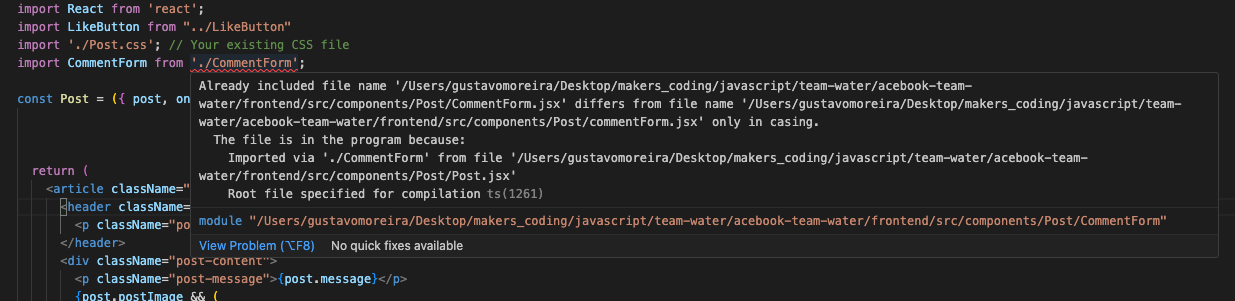 import React from 'react';
import LikeButton from "../LikeButton"
import './Post.css'; // Your existing CSS file
import CommentForm from './CommentForm';
Already included file name '/Users/gustavomoreira/Desktop/makers_coding/javascript/team-water/acebook-team-
const Post = ({ post, on
water/frontend/src/components/Post/CommentForm.jsx' differs from file name '/Users/gustavomoreira/Desktop/makers_coding/javascript/team-
water/acebook-team-water/frontend/src/components/Post/commentForm.jsx' only in casing.
The file is in the program because:
Imported via './CommentForm' from file '/Users/gustavomoreira/Desktop/makers_coding/javascript/team-water/acebook-team-
return (
water/frontend/src/components/Post/Post.jsx'
<article className="
Root file specified for compilation ts(1261)
<header className=
module "/Users/gustavomoreira/Desktop/makers_coding/javascript/team-water/acebook-team-water/frontend/src/components/Post/CommentForm"
<p className="po
</header>
View Problem (⌥F8) No quick fixes available
<div className="post-content">
<p className="post-message">{post.message}</p>
{post.postImage && (